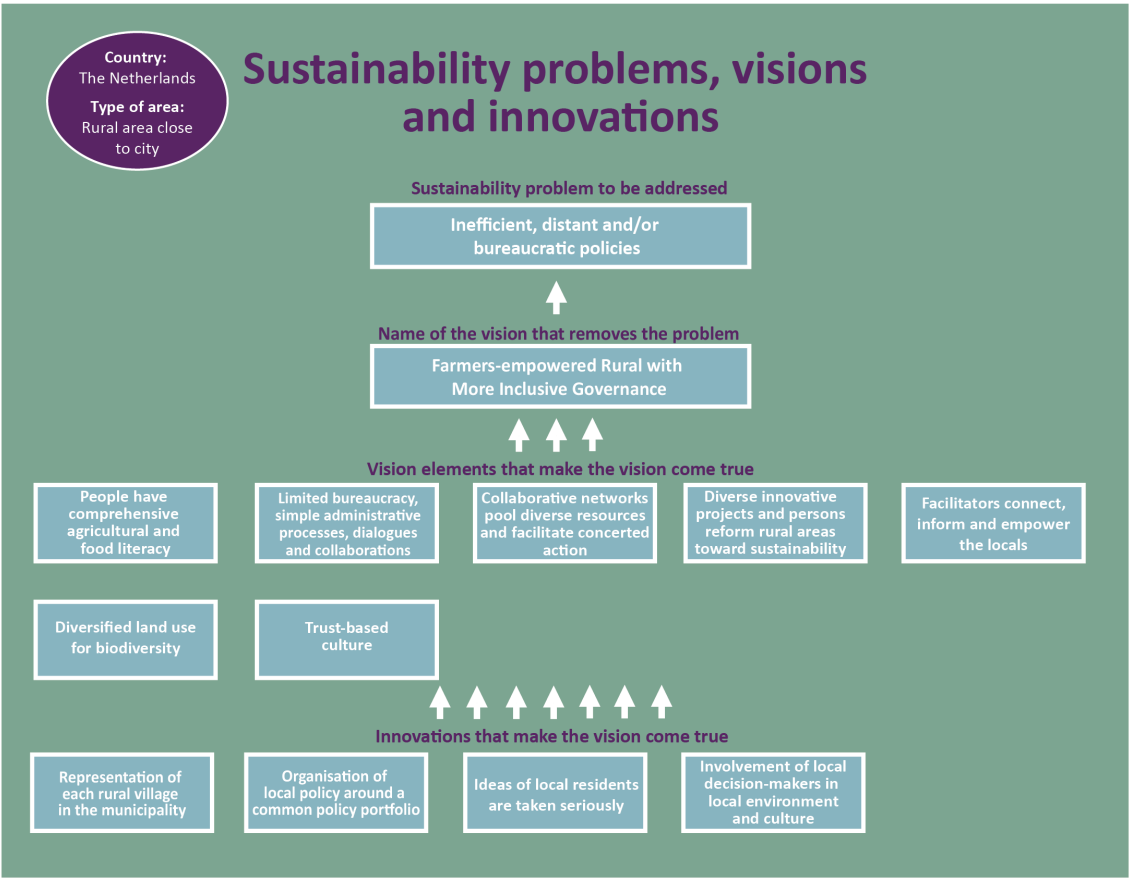 Country:
The Netherlands
Type of area:
Rural area close
to city
Sustainability problems, visions
and innovations
Sustainability problem to be addressed
Inefficient, distant and/or
bureaucratic policies
Name of the vision that removes the problem
Farmers-empowered Rural with
More Inclusive Governance
Vision elements that make the vision come true
People have
comprehensive
agricultural and
food literacy
Limited bureaucracy,
simple administrative
processes, dialogues
and collaborations
Collaborative networks
pool diverse resources
and facilitate concerted
action
Diverse innovative
projects and persons
reform rural areas
toward sustainability
Facilitators connect,
inform and empower
the locals
Diversified land use
for biodiversity
Trust-based
culture
Innovations that make the vision come true
Representation of
each rural village
in the municipality
Organisation of
local policy around a
common policy portfolio
Ideas of local residents
are taken seriously
Involvement of local
decision-makers in
local environment
and culture